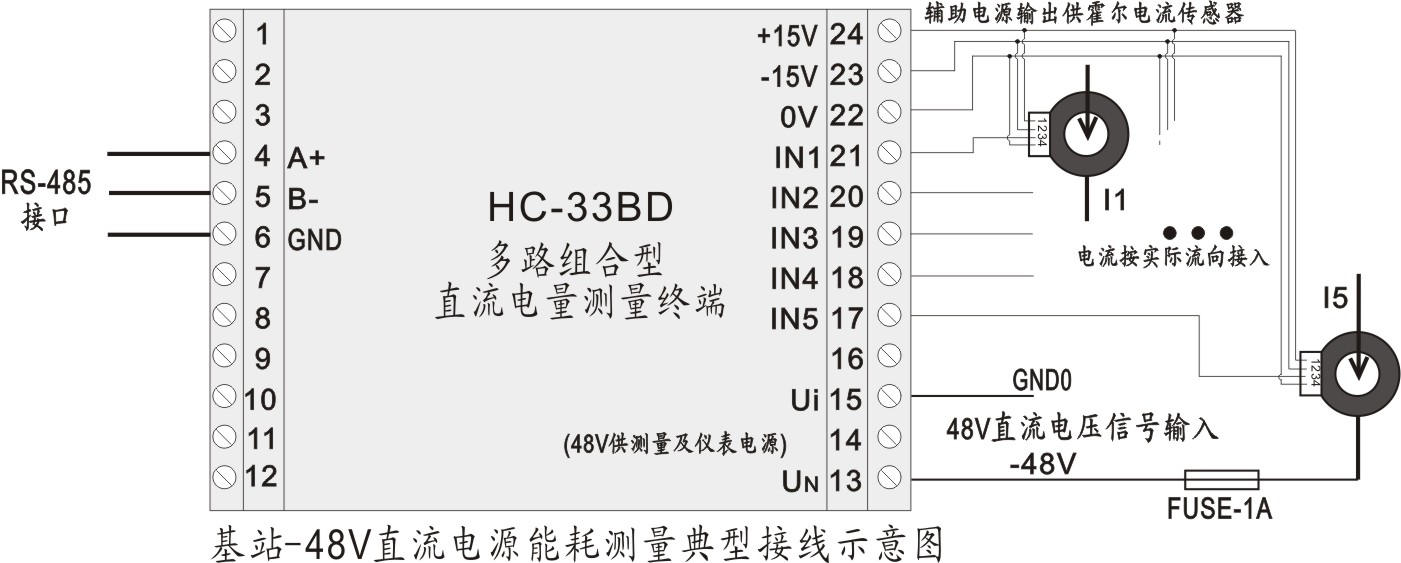 辅助电源输出供霍尔电流传感器
1
+15V 24
2
-15V 23
3
0V 22
4 A+
IN1 21
1234
RS-485
接口
5 B-
IN2 20
I1
6 GND
IN3 19
HC-33BD
多路组合型
直流电量测量终端
电流按实际流向接入
7
IN4 18
8
IN5 17
I5
9
16
1234
10
Ui 15
GND0
48V直流电压信号输入
11
(48V供测量及仪表电源)
14
12
UN 13
-48V
FUSE-1A
基站-48V直流电源能耗测量典型接线示意图